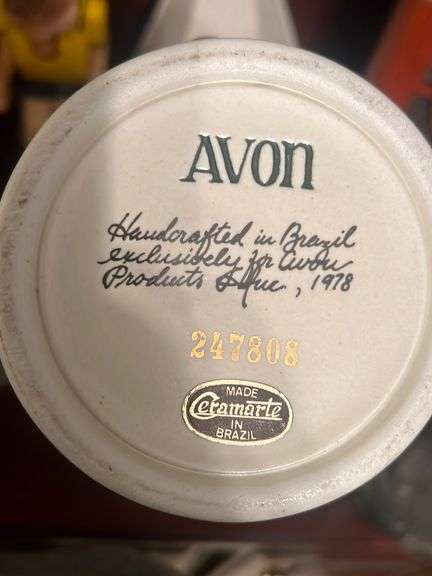 AVON
Handcrafted in Brazil
exclusively for Avon
Products Inc, 1978
247808
MADE
Ceramarte
IN
BRAZIL